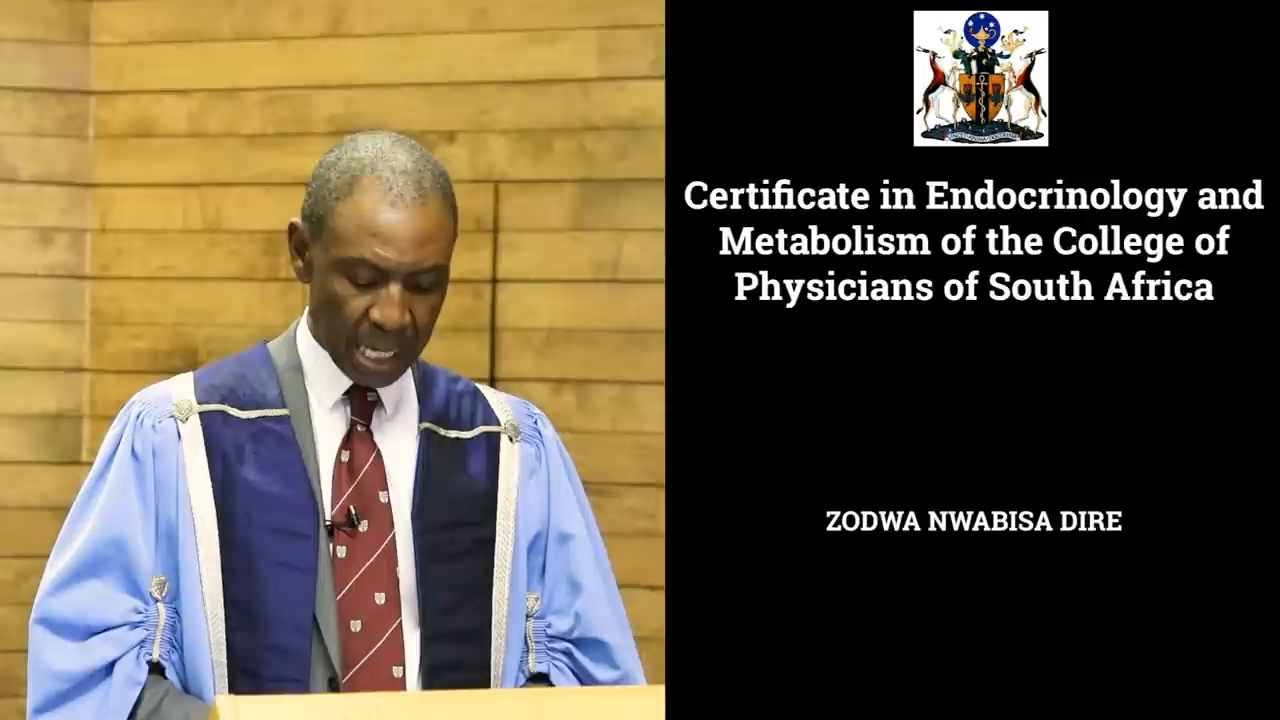 Certificate in Endocrinology and
Metabolism of the College of
Physicians of South Africa
ZODWA NWABISA DIRE